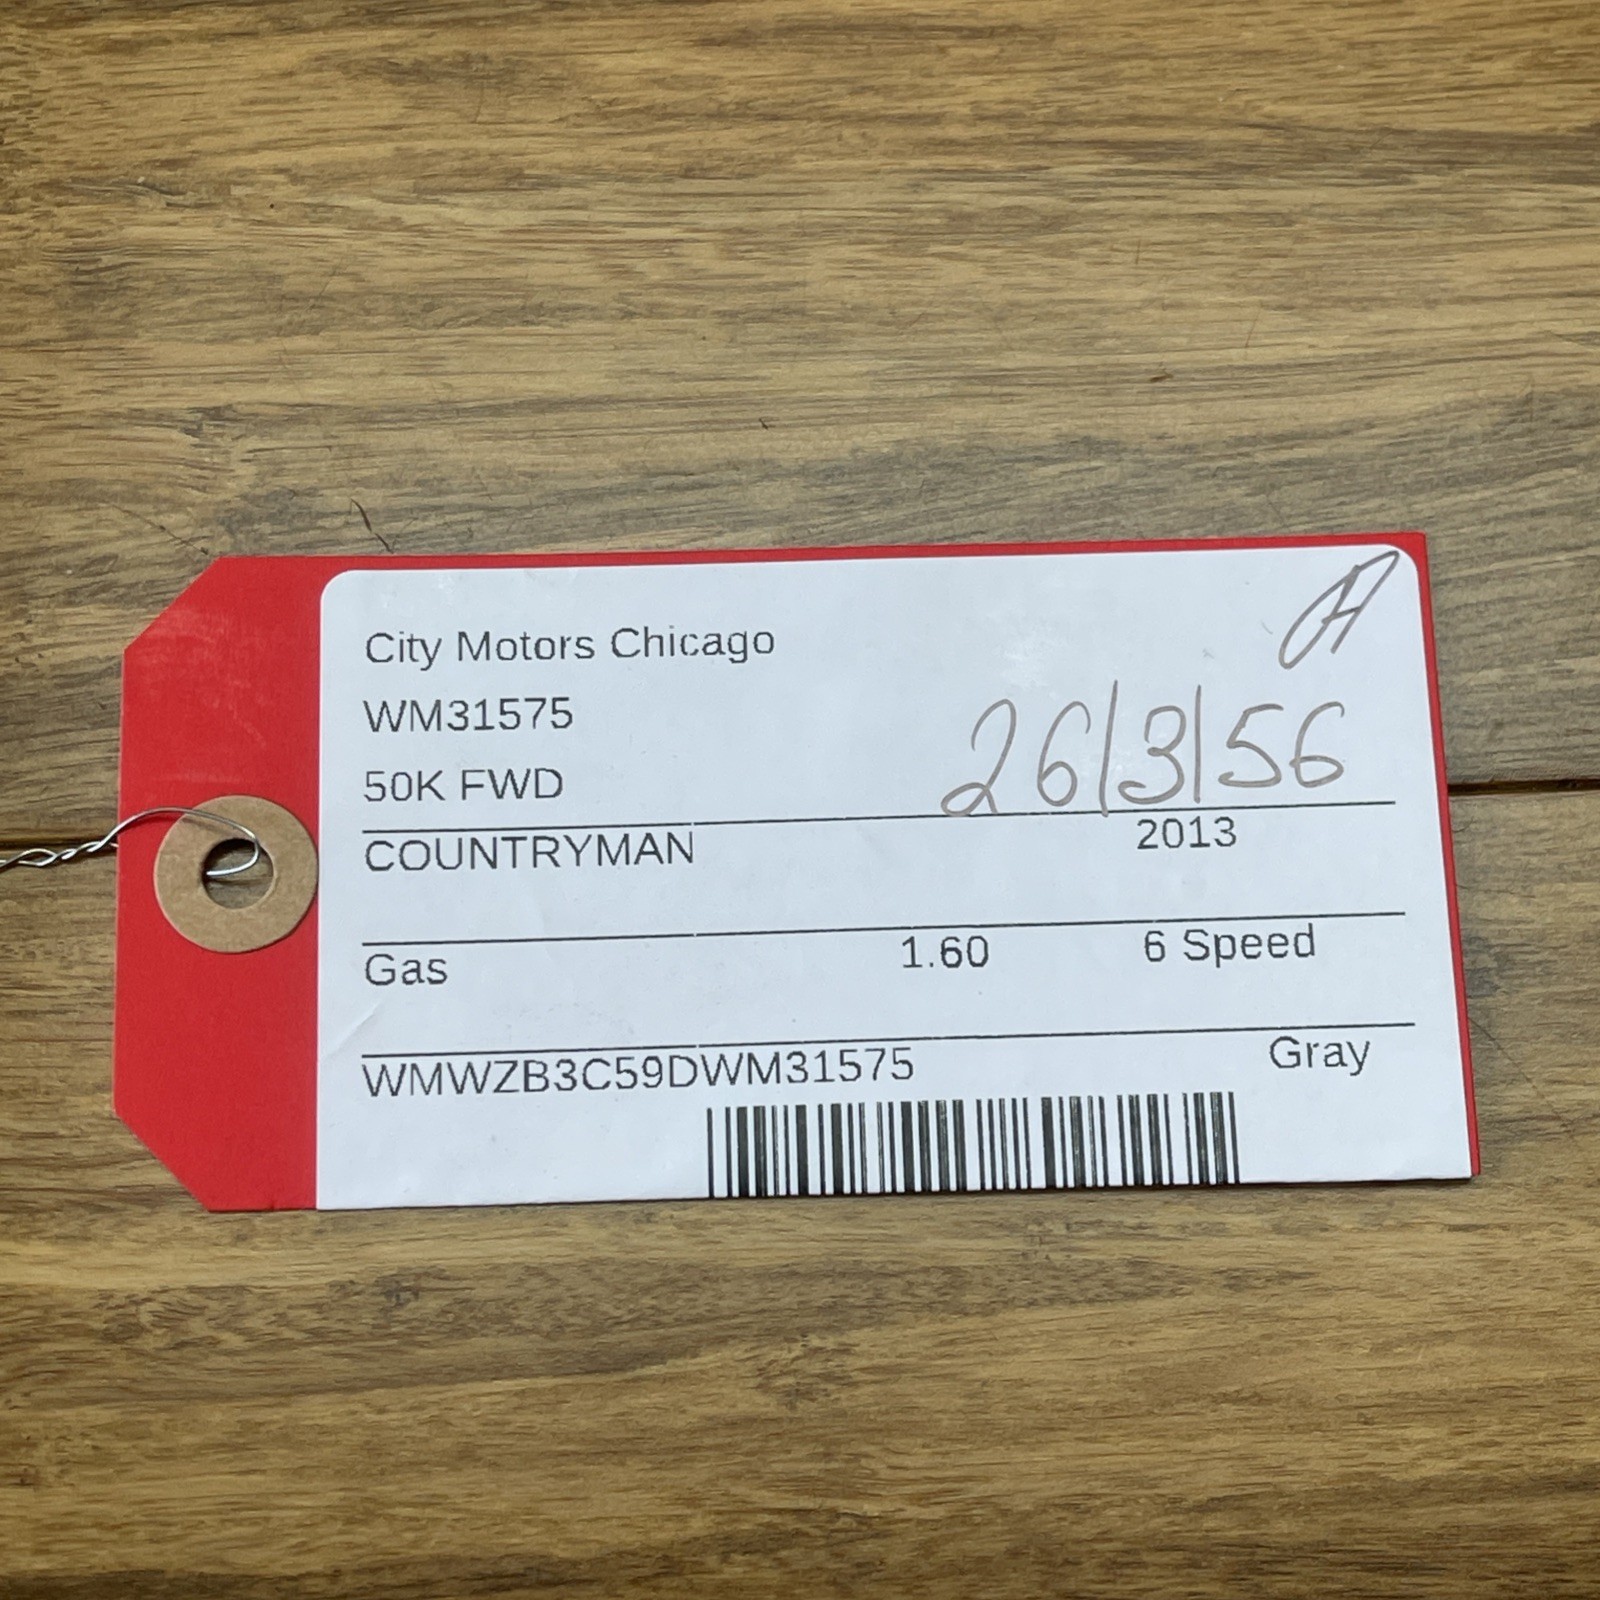 City Motors Chicago
A
WM31575
26/3/56
50K FWD
COUNTRYMAN 2013
Gas 1.60 6 Speed
WMWZB3C59DWM31575 Gray